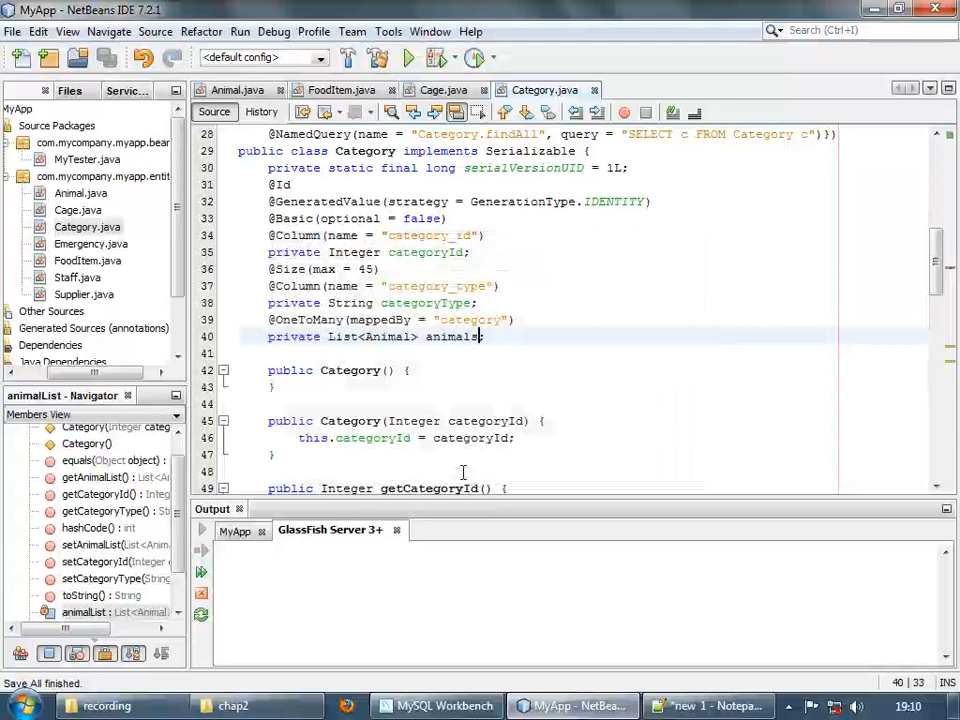 MyApp - NetBeans IDE 7.2.1
File Edit View Navigate Source Refactor Run Debug Profile Team Tools Window Help
Search (Ctrl+I)
<default config>
Files Servic...
Animal.java FoodItem.java Cage.java Category.java
MyApp
Source Packages
com.mycompany.myapp.bear
MyTester.java
com.mycompany.myapp.entit
Animal.java
Cage.java
Category.java
Emergency.java
FoodItem.java
Staff.java
Supplier.java
Other Sources
Generated Sources (annotations)
Dependencies
Source History
28 @NamedQuery(name = "Category.findAll", query = "SELECT c FROM Category c")})
29 public class Category implements Serializable {
30 private static final long serialVersionUID = 1L;
31 @Id
32 @GeneratedValue(strategy = GenerationType.IDENTITY)
33 @Basic(optional = false)
34 @Column(name = "category_id")
35 private Integer categoryId;
36 @Size(max = 45)
37 @Column(name = "category_type")
38 private String categoryType;
39 @OneToMany(mappedBy = "category")
40 private List<Animal> animals;
41
42 public Category() {
43 }
44
45 public Category(Integer categoryId) {
46 this.categoryId = categoryId;
47 }
48
49 public Integer getCategoryId() {
animalList - Navigator
Members View
Category(Integer categ
Category()
equals(Object object) :
getAnimalList() : List<A
getCategoryId() : Intege
getCategoryType() : St
hashCode() : int
setAnimalList(List<Anim
setCategoryId(Integer c
setCategoryType(String
toString() : String
animalList : List<Animal
Output
MyApp GlassFish Server 3+
Save All finished.
40 | 33 INS
recording chap2 MySQL Workbench MyApp - NetBea... *new 1 - Notepa... 19:10